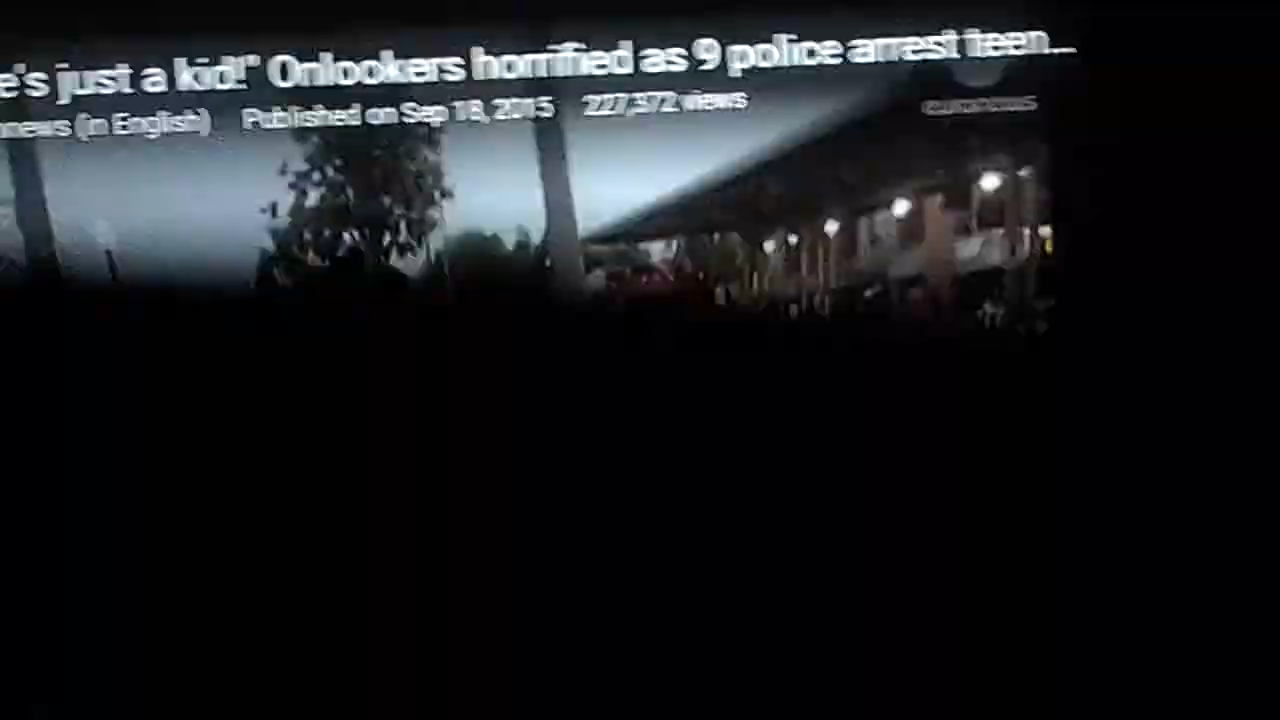 e's just a kid!" Onlookers horrified as 9 police arrest teen...
news (in English) Published on Sep 18, 2015 227,372 views